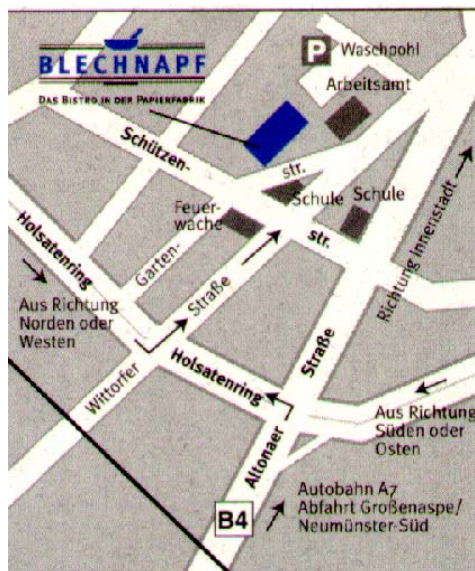 BLECHNAPF
DAS BISTRO IN DER PAPIERFABRIK
P
Waschpohl
Arbeitsamt
Schützen-
str.
Schule
Schule
str.
Feuer-
wache
Garten-
Holsatenring
Straße
Richtung Innenstadt
Aus Richtung
Norden oder
Westen
Wittorfer
Holsatenring
Straße
Altonaer
Aus Richtung
Süden oder
Osten
B4
Autobahn A7
Abfahrt Großenaspe/
Neumünster-Süd